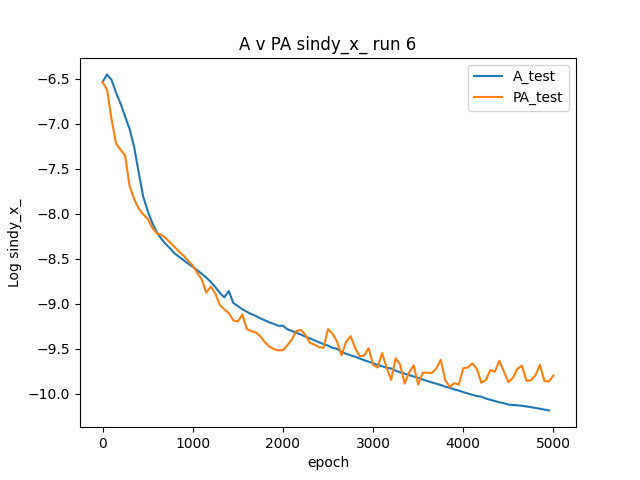 A v PA sindy_x_ run 6
A_test
PA_test
−6.5
−7.0
−7.5
−8.0
−8.5
−9.0
−9.5
−10.0
Log sindy_x_
0 1000 2000 3000 4000 5000
epoch